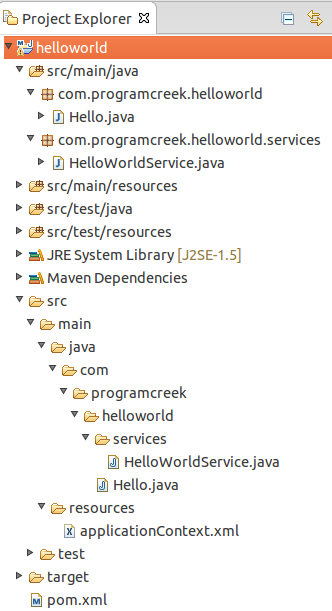 Project Explorer
helloworld
src/main/java
com.programcreek.helloworld
Hello.java
com.programcreek.helloworld.services
HelloWorldService.java
src/main/resources
src/test/java
src/test/resources
JRE System Library [J2SE-1.5]
Maven Dependencies
src
main
java
com
programcreek
helloworld
services
HelloWorldService.java
Hello.java
resources
applicationContext.xml
test
target
pom.xml